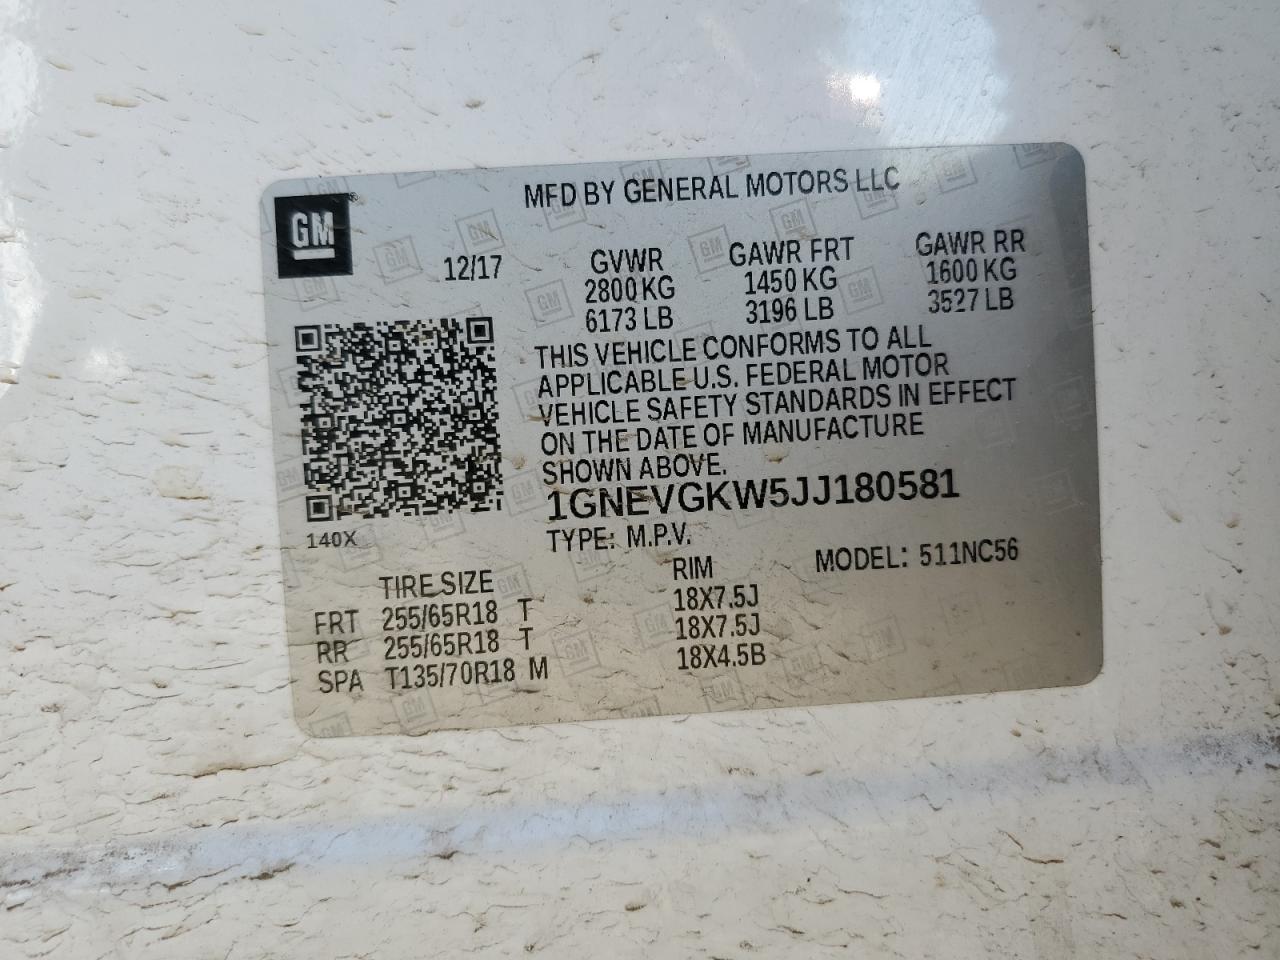 MFD BY GENERAL MOTORS LLC
GM
12/17
GVWR GAWR FRT GAWR RR
2800 KG 1450 KG 1600 KG
6173 LB 3196 LB 3527 LB
THIS VEHICLE CONFORMS TO ALL
APPLICABLE U.S. FEDERAL MOTOR
VEHICLE SAFETY STANDARDS IN EFFECT
ON THE DATE OF MANUFACTURE
SHOWN ABOVE.
1GNEVGKW5JJ180581
140X
TYPE: M.P.V. MODEL: 511NC56
TIRE SIZE RIM
FRT 255/65R18 T 18X7.5J
RR 255/65R18 T 18X7.5J
SPA T135/70R18 M 18X4.5B